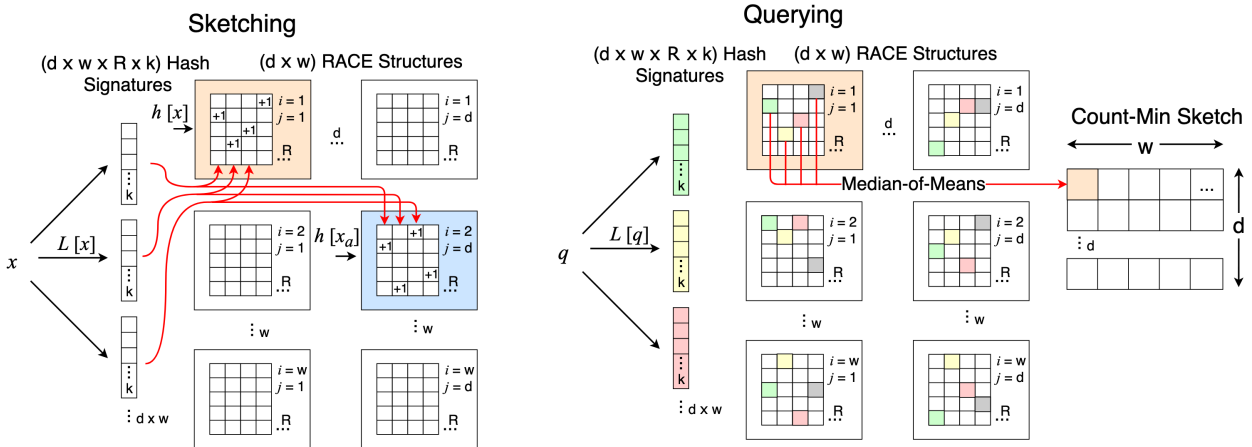 Sketching
(d x w x R x k) Hash Signatures
(d x w) RACE Structures
h [x]
+1
+1
+1
+1
i = 1
j = 1
R
...
d
...
i = 1
j = d
R
...
⋮
k
x
L [x]
⋮
k
⋮
k
⋮ d x w
i = 2
j = 1
R
...
h [xₐ]
+1
+1
+1
+1
i = 2
j = d
R
...
⋮ w
⋮ w
i = w
j = 1
R
...
i = w
j = d
R
...
Querying
(d x w x R x k) Hash Signatures
(d x w) RACE Structures
i = 1
j = 1
R
...
d
...
i = 1
j = d
R
...
⋮
k
q
L [q]
⋮
k
⋮
k
⋮ d x w
Median-of-Means
i = 2
j = 1
R
...
i = 2
j = d
R
...
⋮ w
⋮ w
i = w
j = 1
R
...
i = w
j = d
R
...
Count-Min Sketch
w
...
d
⋮ d